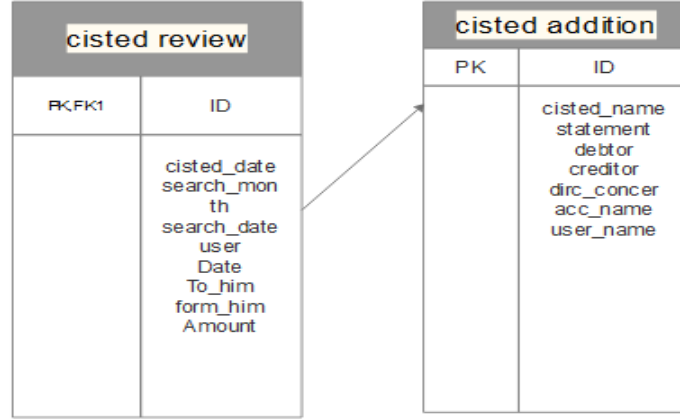 cisted review
PK,FK1 ID
cisted_date
search_mon
th
search_date
user
Date
To_him
form_him
Amount
cisted addition
PK ID
cisted_name
statement
debtor
creditor
dirc_concer
acc_name
user_name